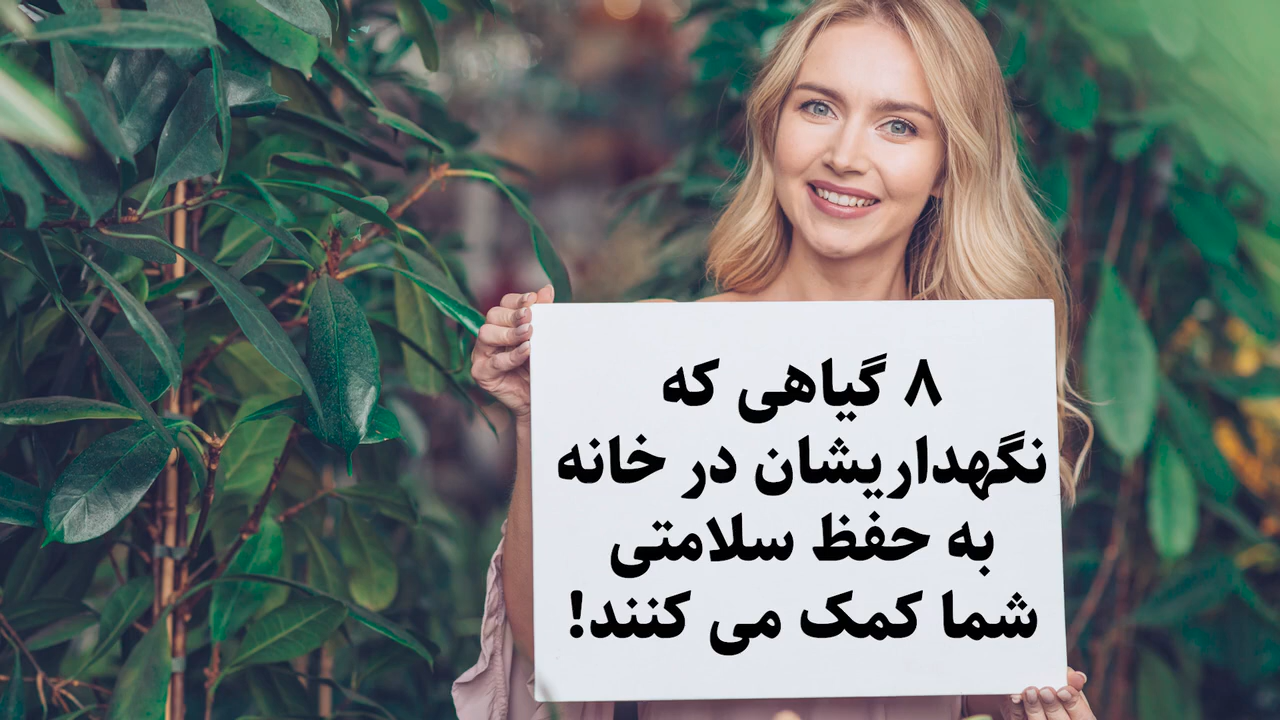 ۸ گیاهی که
نگهداریشان در خانه
به حفظ سلامتی
شما کمک می کنند!